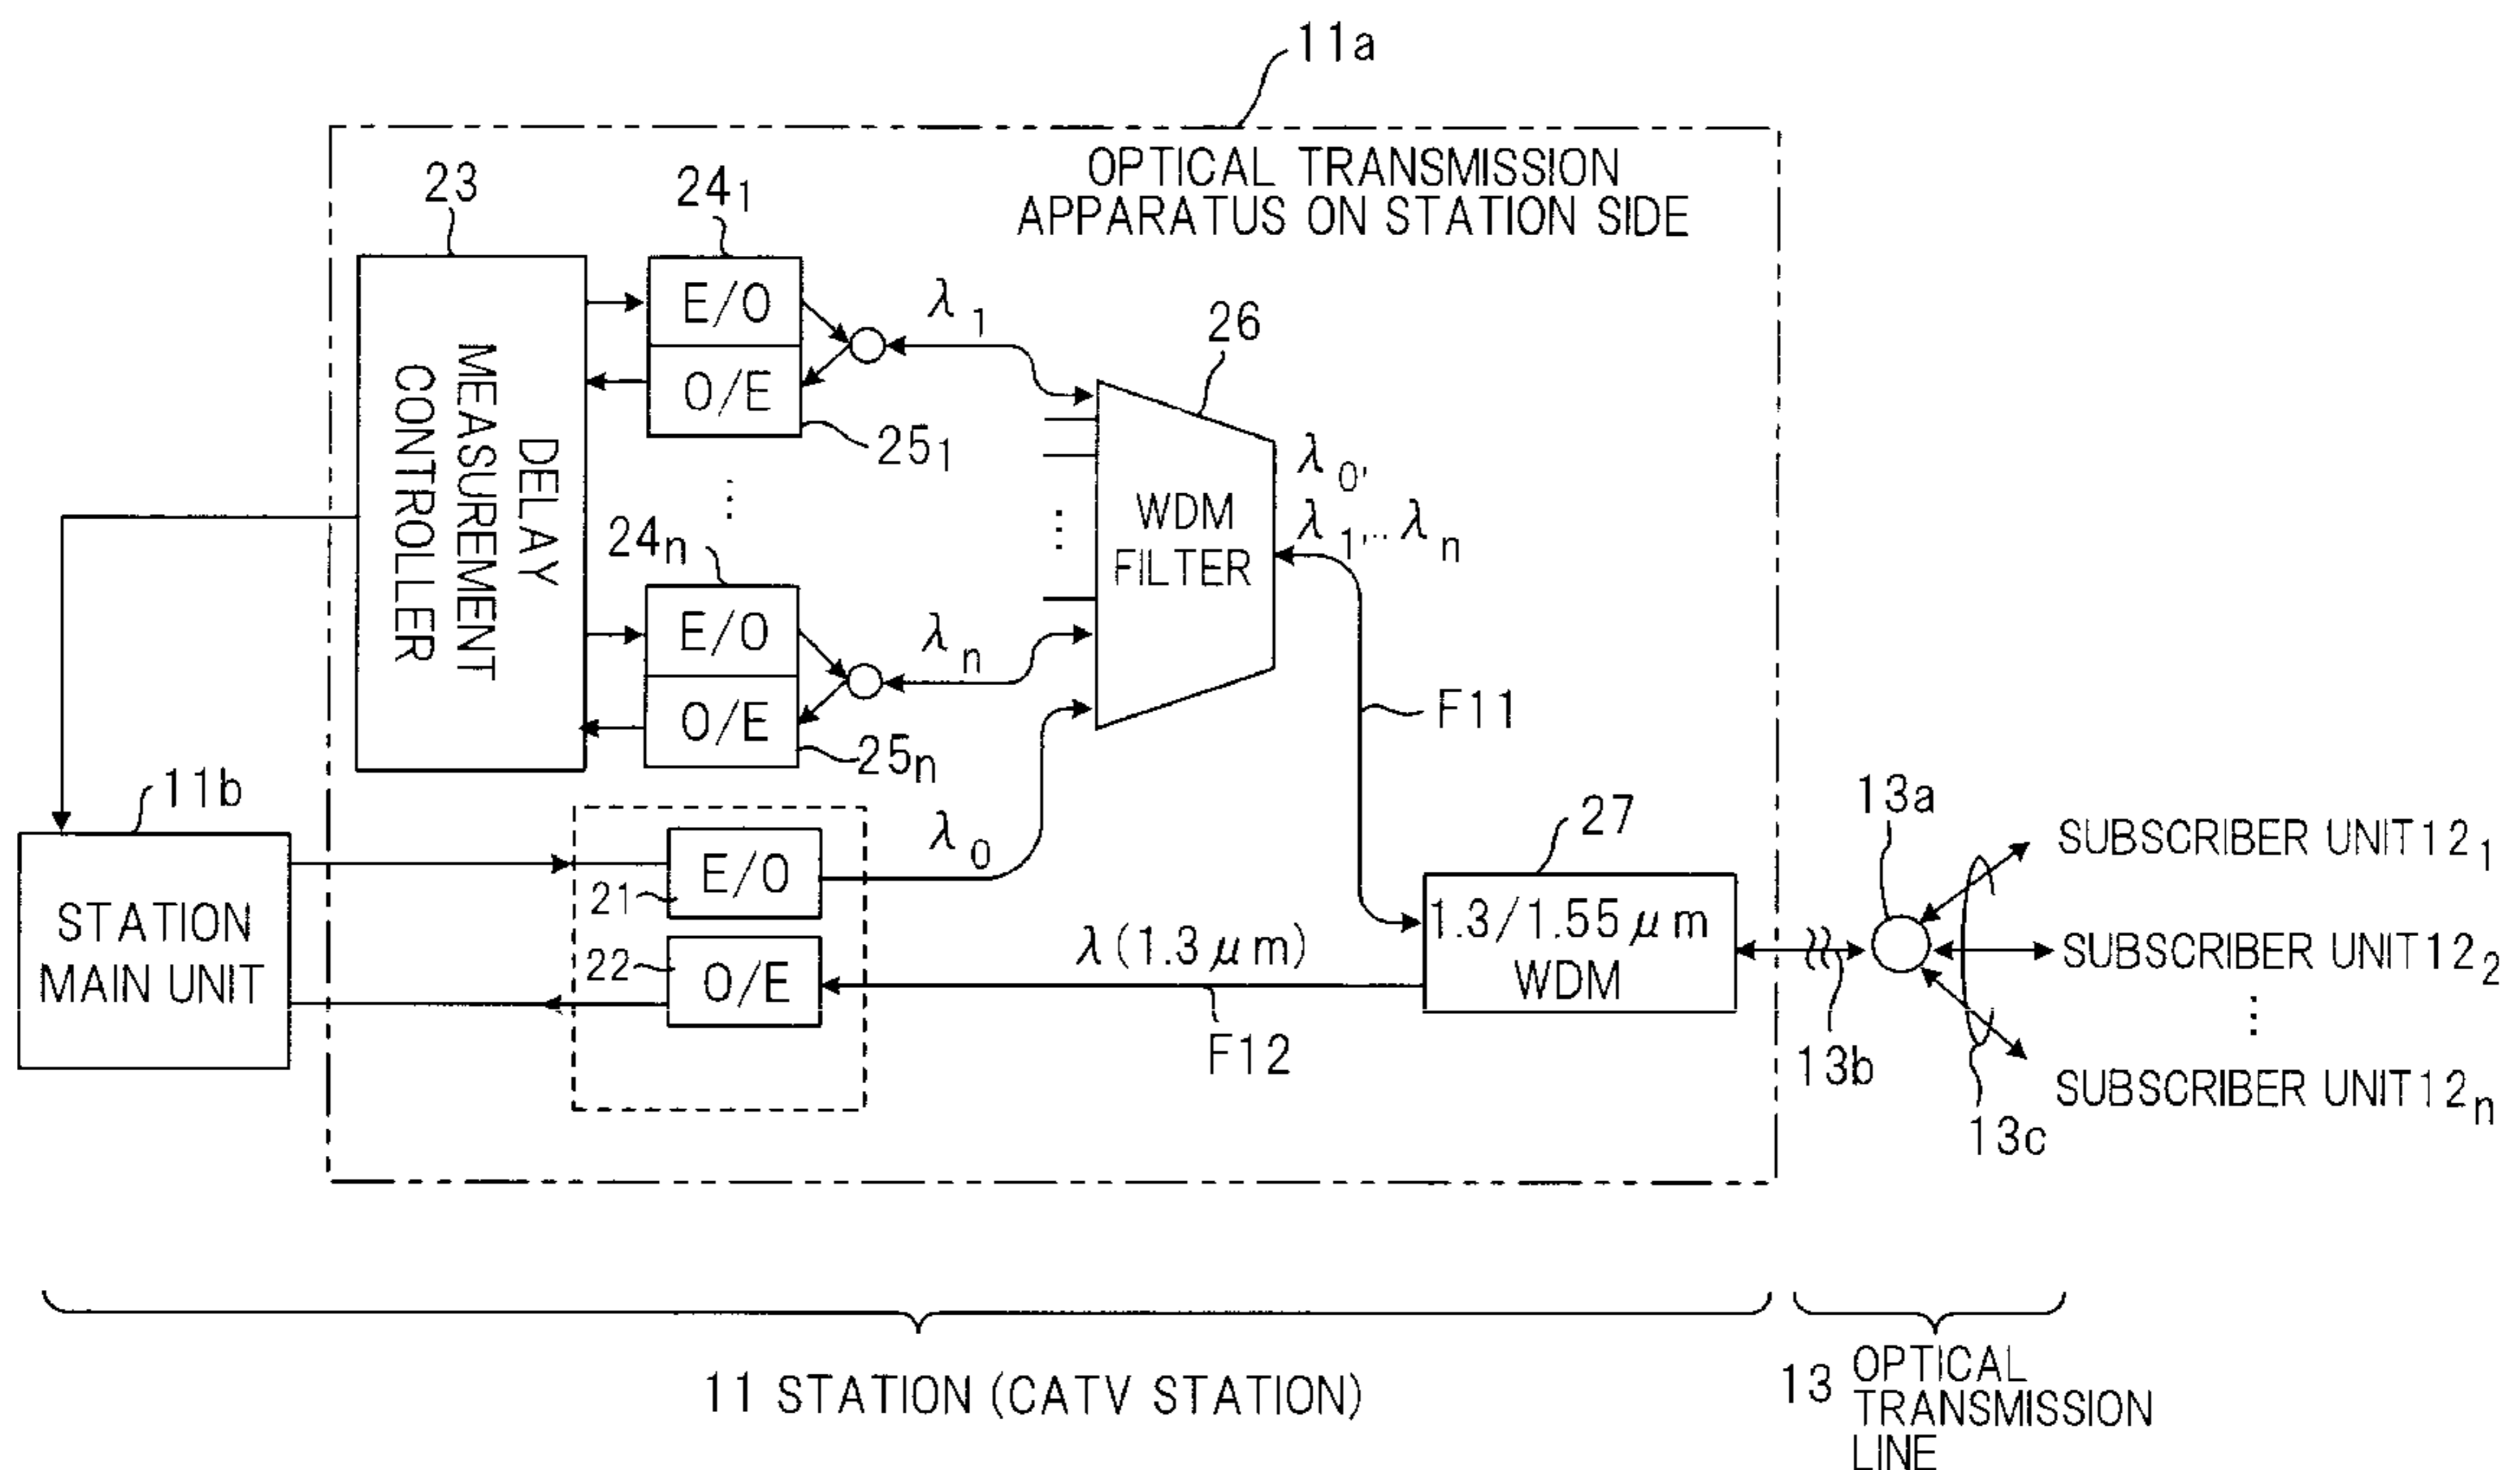 11a
OPTICAL TRANSMISSION
APPARATUS ON STATION SIDE
23
24₁
E/O
O/E
25₁
λ₁
26
DELAY
MEASUREMENT
CONTROLLER
⋮
24ₙ
E/O
O/E
25ₙ
λₙ
⋮
WDM
FILTER
λ₀,
λ₁,…λₙ
F11
11b
STATION
MAIN UNIT
21
E/O
λ₀
22
O/E
λ(1.3μm)
F12
27
1.3/1.55μm
WDM
13a
13b
13c
SUBSCRIBER UNIT12₁
SUBSCRIBER UNIT12₂
⋮
SUBSCRIBER UNIT12ₙ
11 STATION (CATV STATION)
13 OPTICAL
TRANSMISSION
LINE